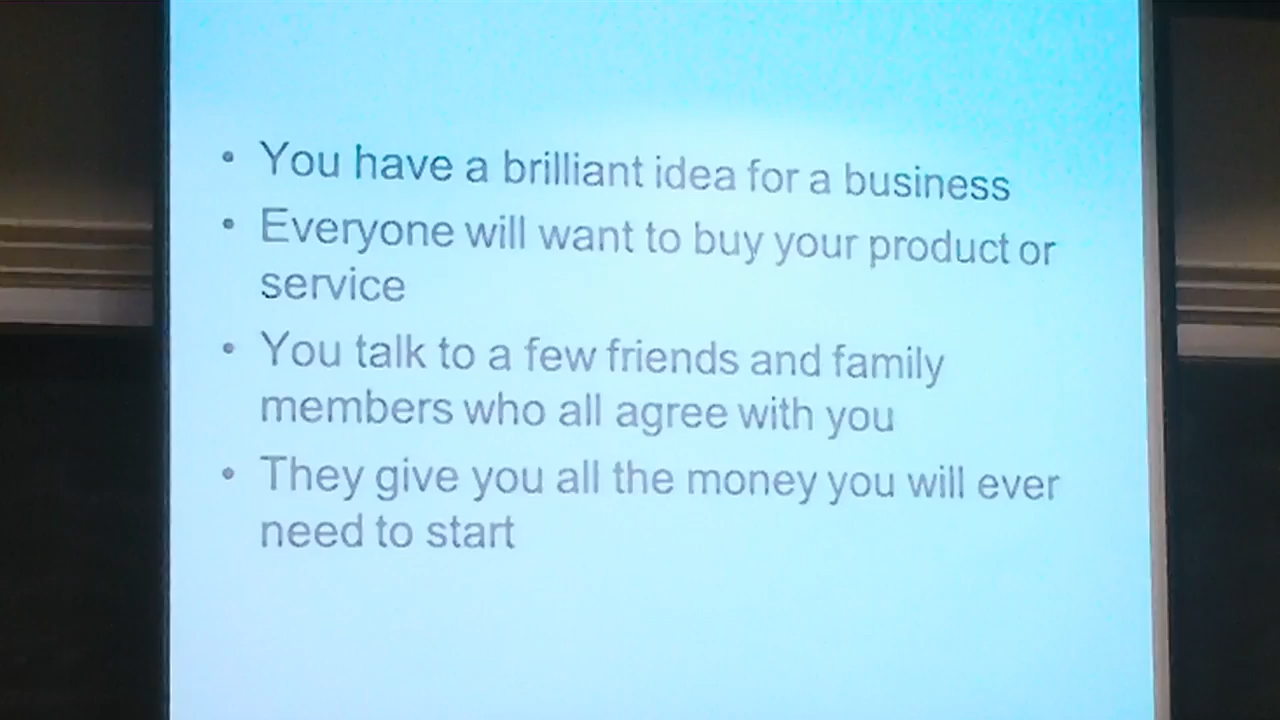 • You have a brilliant idea for a business
• Everyone will want to buy your product or
service
• You talk to a few friends and family
members who all agree with you
• They give you all the money you will ever
need to start